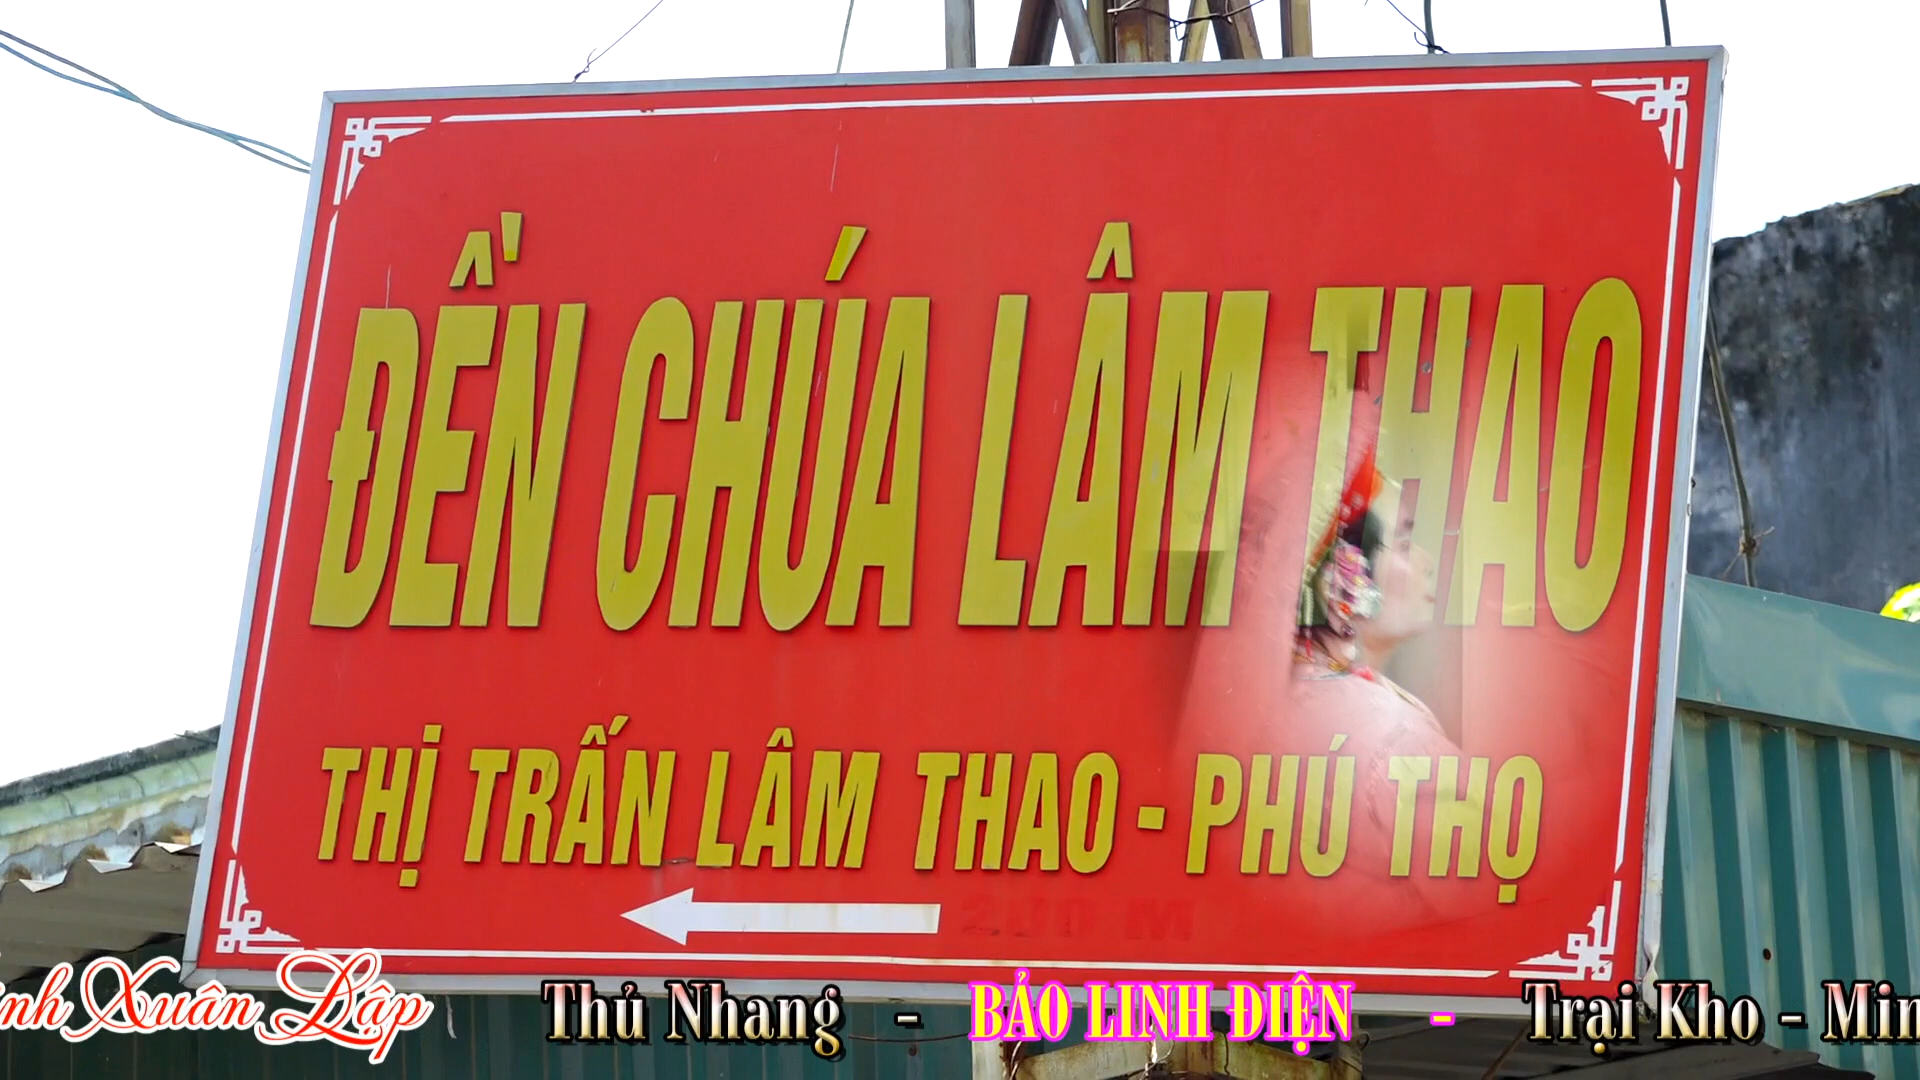 ĐỀN CHÚA LÂM THAO
THỊ TRẤN LÂM THAO - PHÚ THỌ
200 M
Xuân Lập Thủ Nhang - BẢO LINH ĐIỆN - Trại Kho - Min